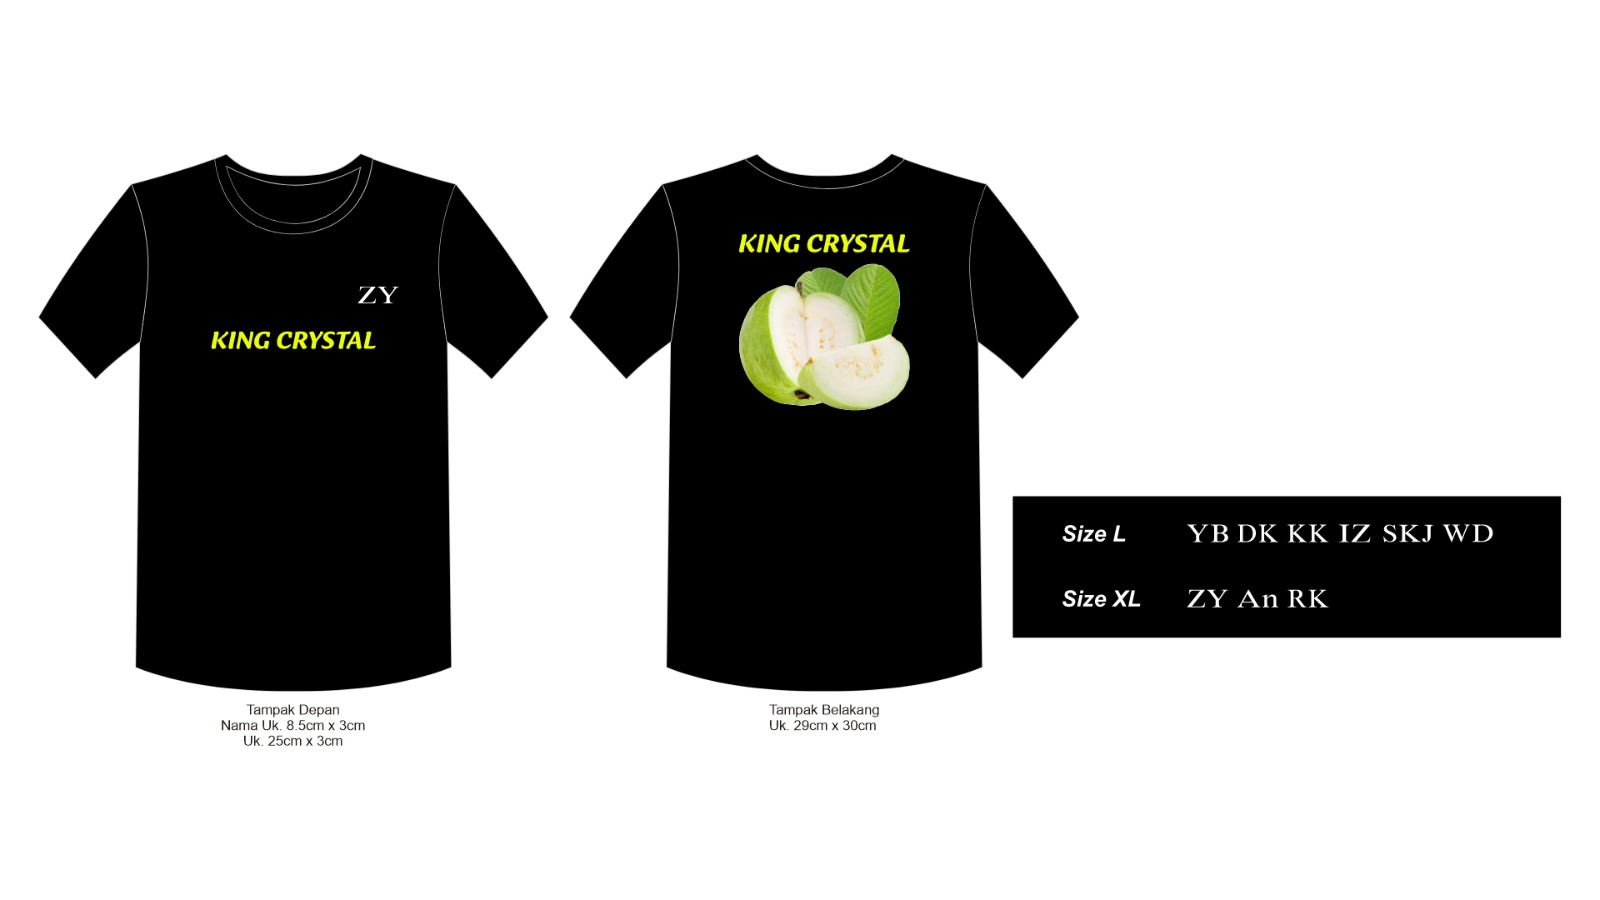 ZY
KING CRYSTAL
Tampak Depan
Nama Uk. 8.5cm x 3cm
Uk. 25cm x 3cm
KING CRYSTAL
Tampak Belakang
Uk. 29cm x 30cm
Size L YB DK KK IZ SKJ WD
Size XL ZY An RK